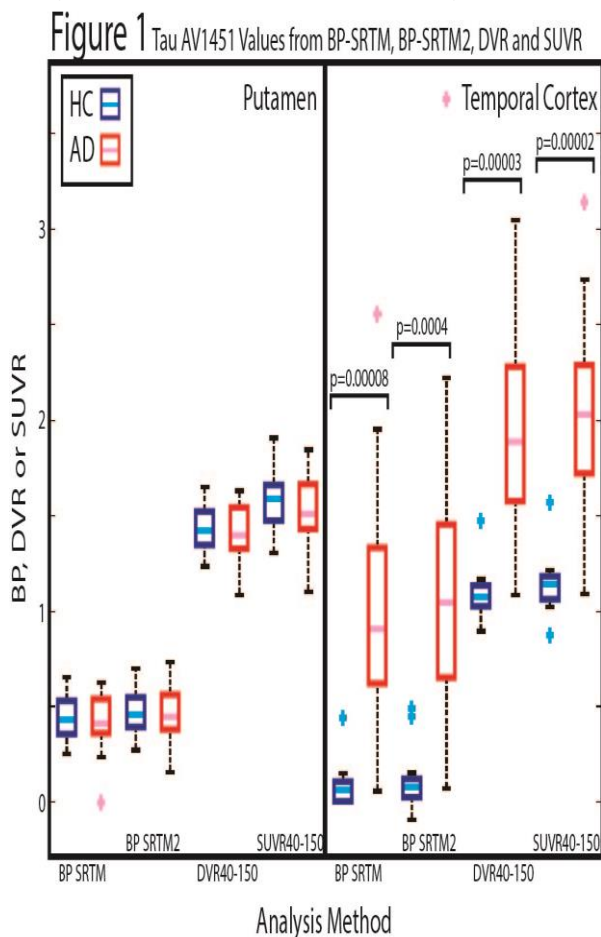 Figure 1 Tau AV1451 Values from BP-SRTM, BP-SRTM2, DVR and SUVR
HC
AD
Putamen
Temporal Cortex
p=0.00002
p=0.00003
p=0.0004
p=0.00008
3
2
1
0
BP, DVR or SUVR
BP SRTM
BP SRTM2
DVR40-150
SUVR40-150
BP SRTM
BP SRTM2
DVR40-150
SUVR40-150
Analysis Method